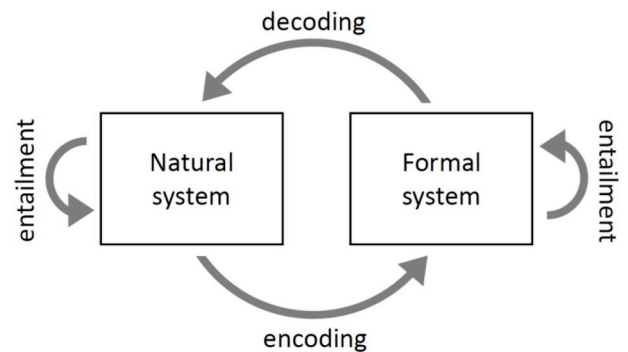 decoding
entailment
Natural
system
Formal
system
entailment
encoding